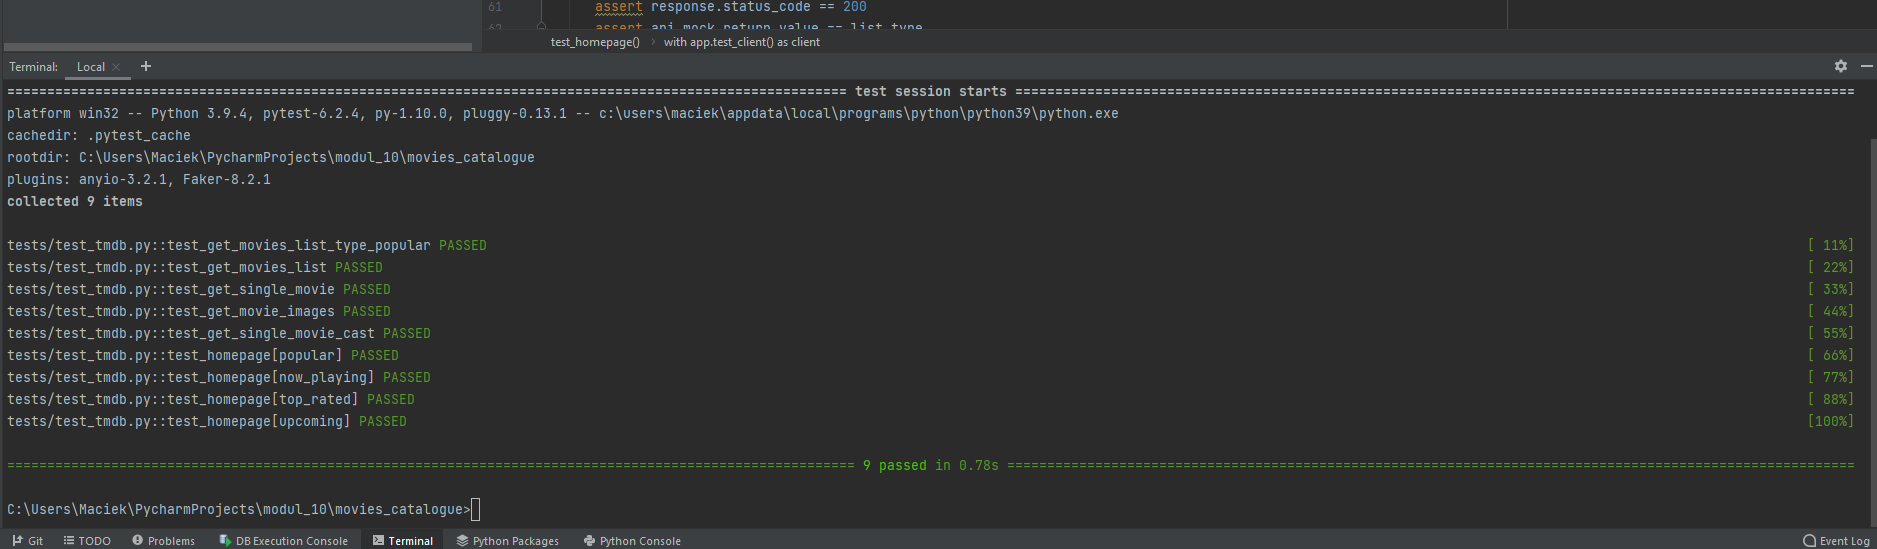 61 assert response.status_code == 200
62 assert api_mock.return_value == list_type
test_homepage() › with app.test_client() as client
Terminal: Local × +
==================== test session starts ====================
platform win32 -- Python 3.9.4, pytest-6.2.4, py-1.10.0, pluggy-0.13.1 -- c:\users\maciek\appdata\local\programs\python\python39\python.exe
cachedir: .pytest_cache
rootdir: C:\Users\Maciek\PycharmProjects\modul_10\movies_catalogue
plugins: anyio-3.2.1, Faker-8.2.1
collected 9 items
tests/test_tmdb.py::test_get_movies_list_type_popular PASSED [ 11%]
tests/test_tmdb.py::test_get_movies_list PASSED [ 22%]
tests/test_tmdb.py::test_get_single_movie PASSED [ 33%]
tests/test_tmdb.py::test_get_movie_images PASSED [ 44%]
tests/test_tmdb.py::test_get_single_movie_cast PASSED [ 55%]
tests/test_tmdb.py::test_homepage[popular] PASSED [ 66%]
tests/test_tmdb.py::test_homepage[now_playing] PASSED [ 77%]
tests/test_tmdb.py::test_homepage[top_rated] PASSED [ 88%]
tests/test_tmdb.py::test_homepage[upcoming] PASSED [100%]
==================== 9 passed in 0.78s ====================
C:\Users\Maciek\PycharmProjects\modul_10\movies_catalogue>
Git TODO Problems DB Execution Console Terminal Python Packages Python Console Event Log